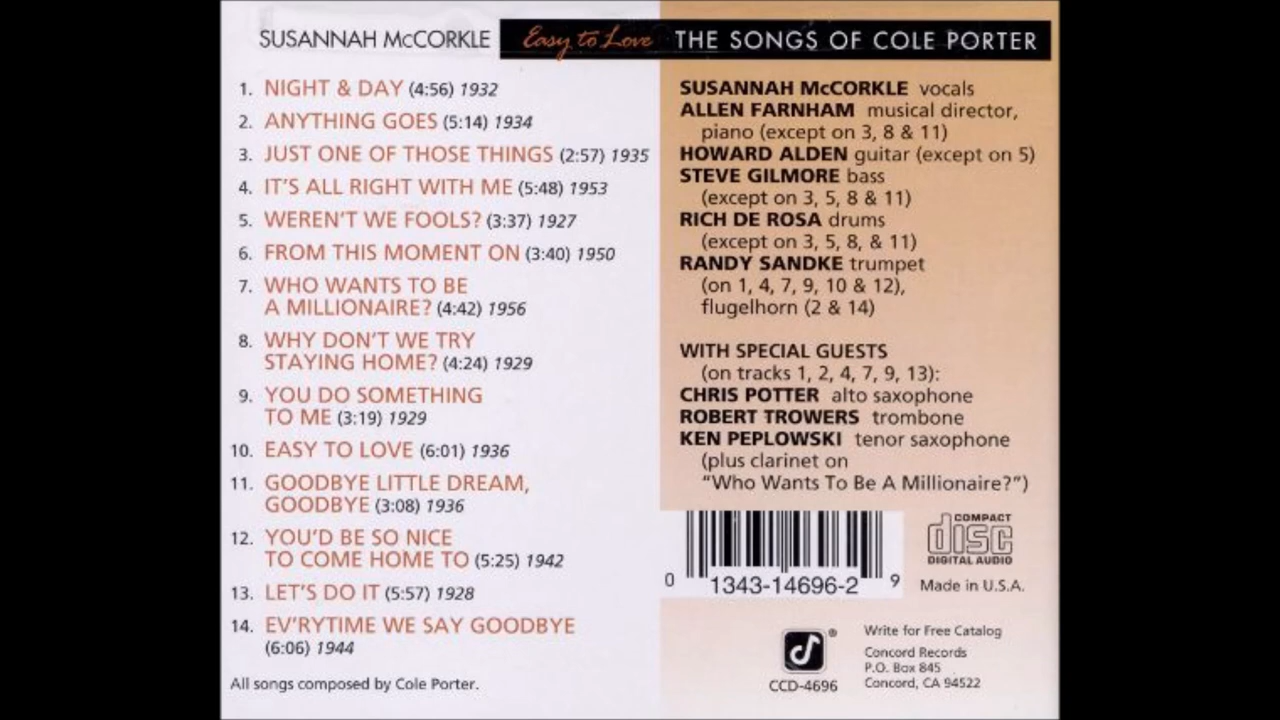 SUSANNAH McCORKLE Easy to Love THE SONGS OF COLE PORTER
1. NIGHT & DAY (4:56) 1932
2. ANYTHING GOES (5:14) 1934
3. JUST ONE OF THOSE THINGS (2:57) 1935
4. IT'S ALL RIGHT WITH ME (5:48) 1953
5. WEREN'T WE FOOLS? (3:37) 1927
6. FROM THIS MOMENT ON (3:40) 1950
7. WHO WANTS TO BE
A MILLIONAIRE? (4:42) 1956
8. WHY DON'T WE TRY
STAYING HOME? (4:24) 1929
9. YOU DO SOMETHING
TO ME (3:19) 1929
10. EASY TO LOVE (6:01) 1936
11. GOODBYE LITTLE DREAM,
GOODBYE (3:08) 1936
12. YOU'D BE SO NICE
TO COME HOME TO (5:25) 1942
13. LET'S DO IT (5:57) 1928
14. EV'RYTIME WE SAY GOODBYE
(6:06) 1944
All songs composed by Cole Porter.
SUSANNAH McCORKLE vocals
ALLEN FARNHAM musical director,
piano (except on 3, 8 & 11)
HOWARD ALDEN guitar (except on 5)
STEVE GILMORE bass
(except on 3, 5, 8 & 11)
RICH DE ROSA drums
(except on 3, 5, 8, & 11)
RANDY SANDKE trumpet
(on 1, 4, 7, 9, 10 & 12),
flugelhorn (2 & 14)
WITH SPECIAL GUESTS
(on tracks 1, 2, 4, 7, 9, 13):
CHRIS POTTER alto saxophone
ROBERT TROWERS trombone
KEN PEPLOWSKI tenor saxophone
(plus clarinet on
"Who Wants To Be A Millionaire?")
0 1343-14696-2 9
COMPACT
disc
DIGITAL AUDIO
Made in U.S.A.
®
CCD-4696
Write for Free Catalog
Concord Records
P.O. Box 845
Concord, CA 94522